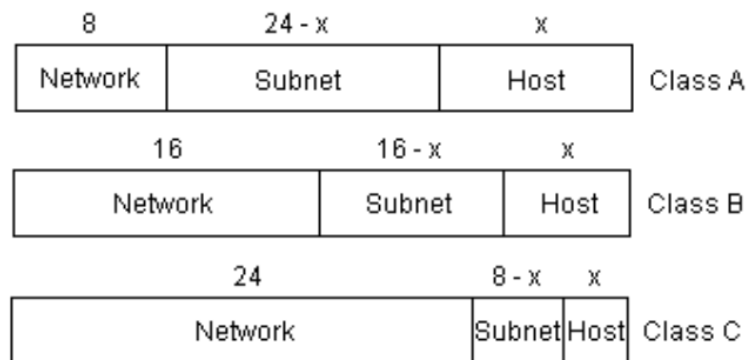 8 24 - x x
Network Subnet Host Class A
16 16 - x x
Network Subnet Host Class B
24 8 - x x
Network Subnet Host Class C